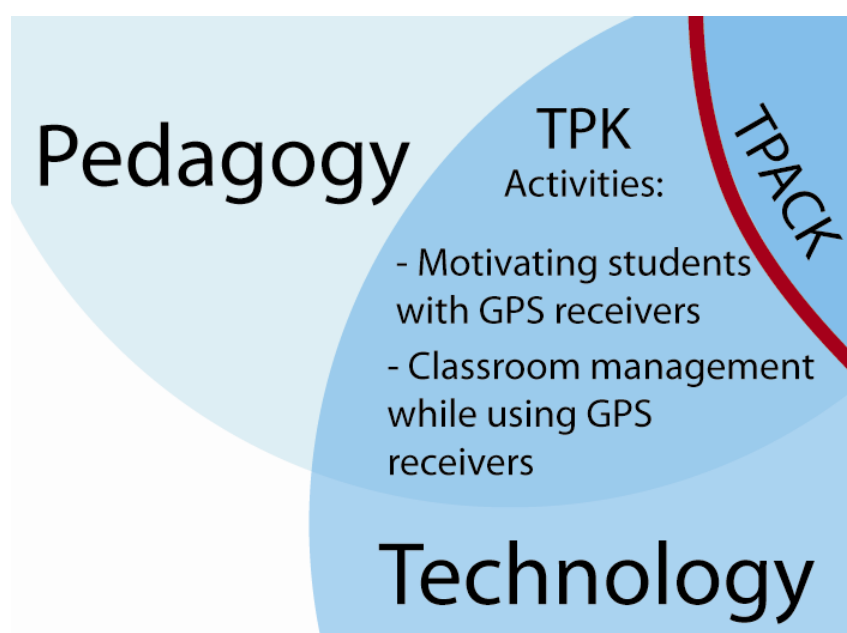 Pedagogy
TPK
Activities:
- Motivating students
with GPS receivers
- Classroom management
while using GPS
receivers
TPACK
Technology